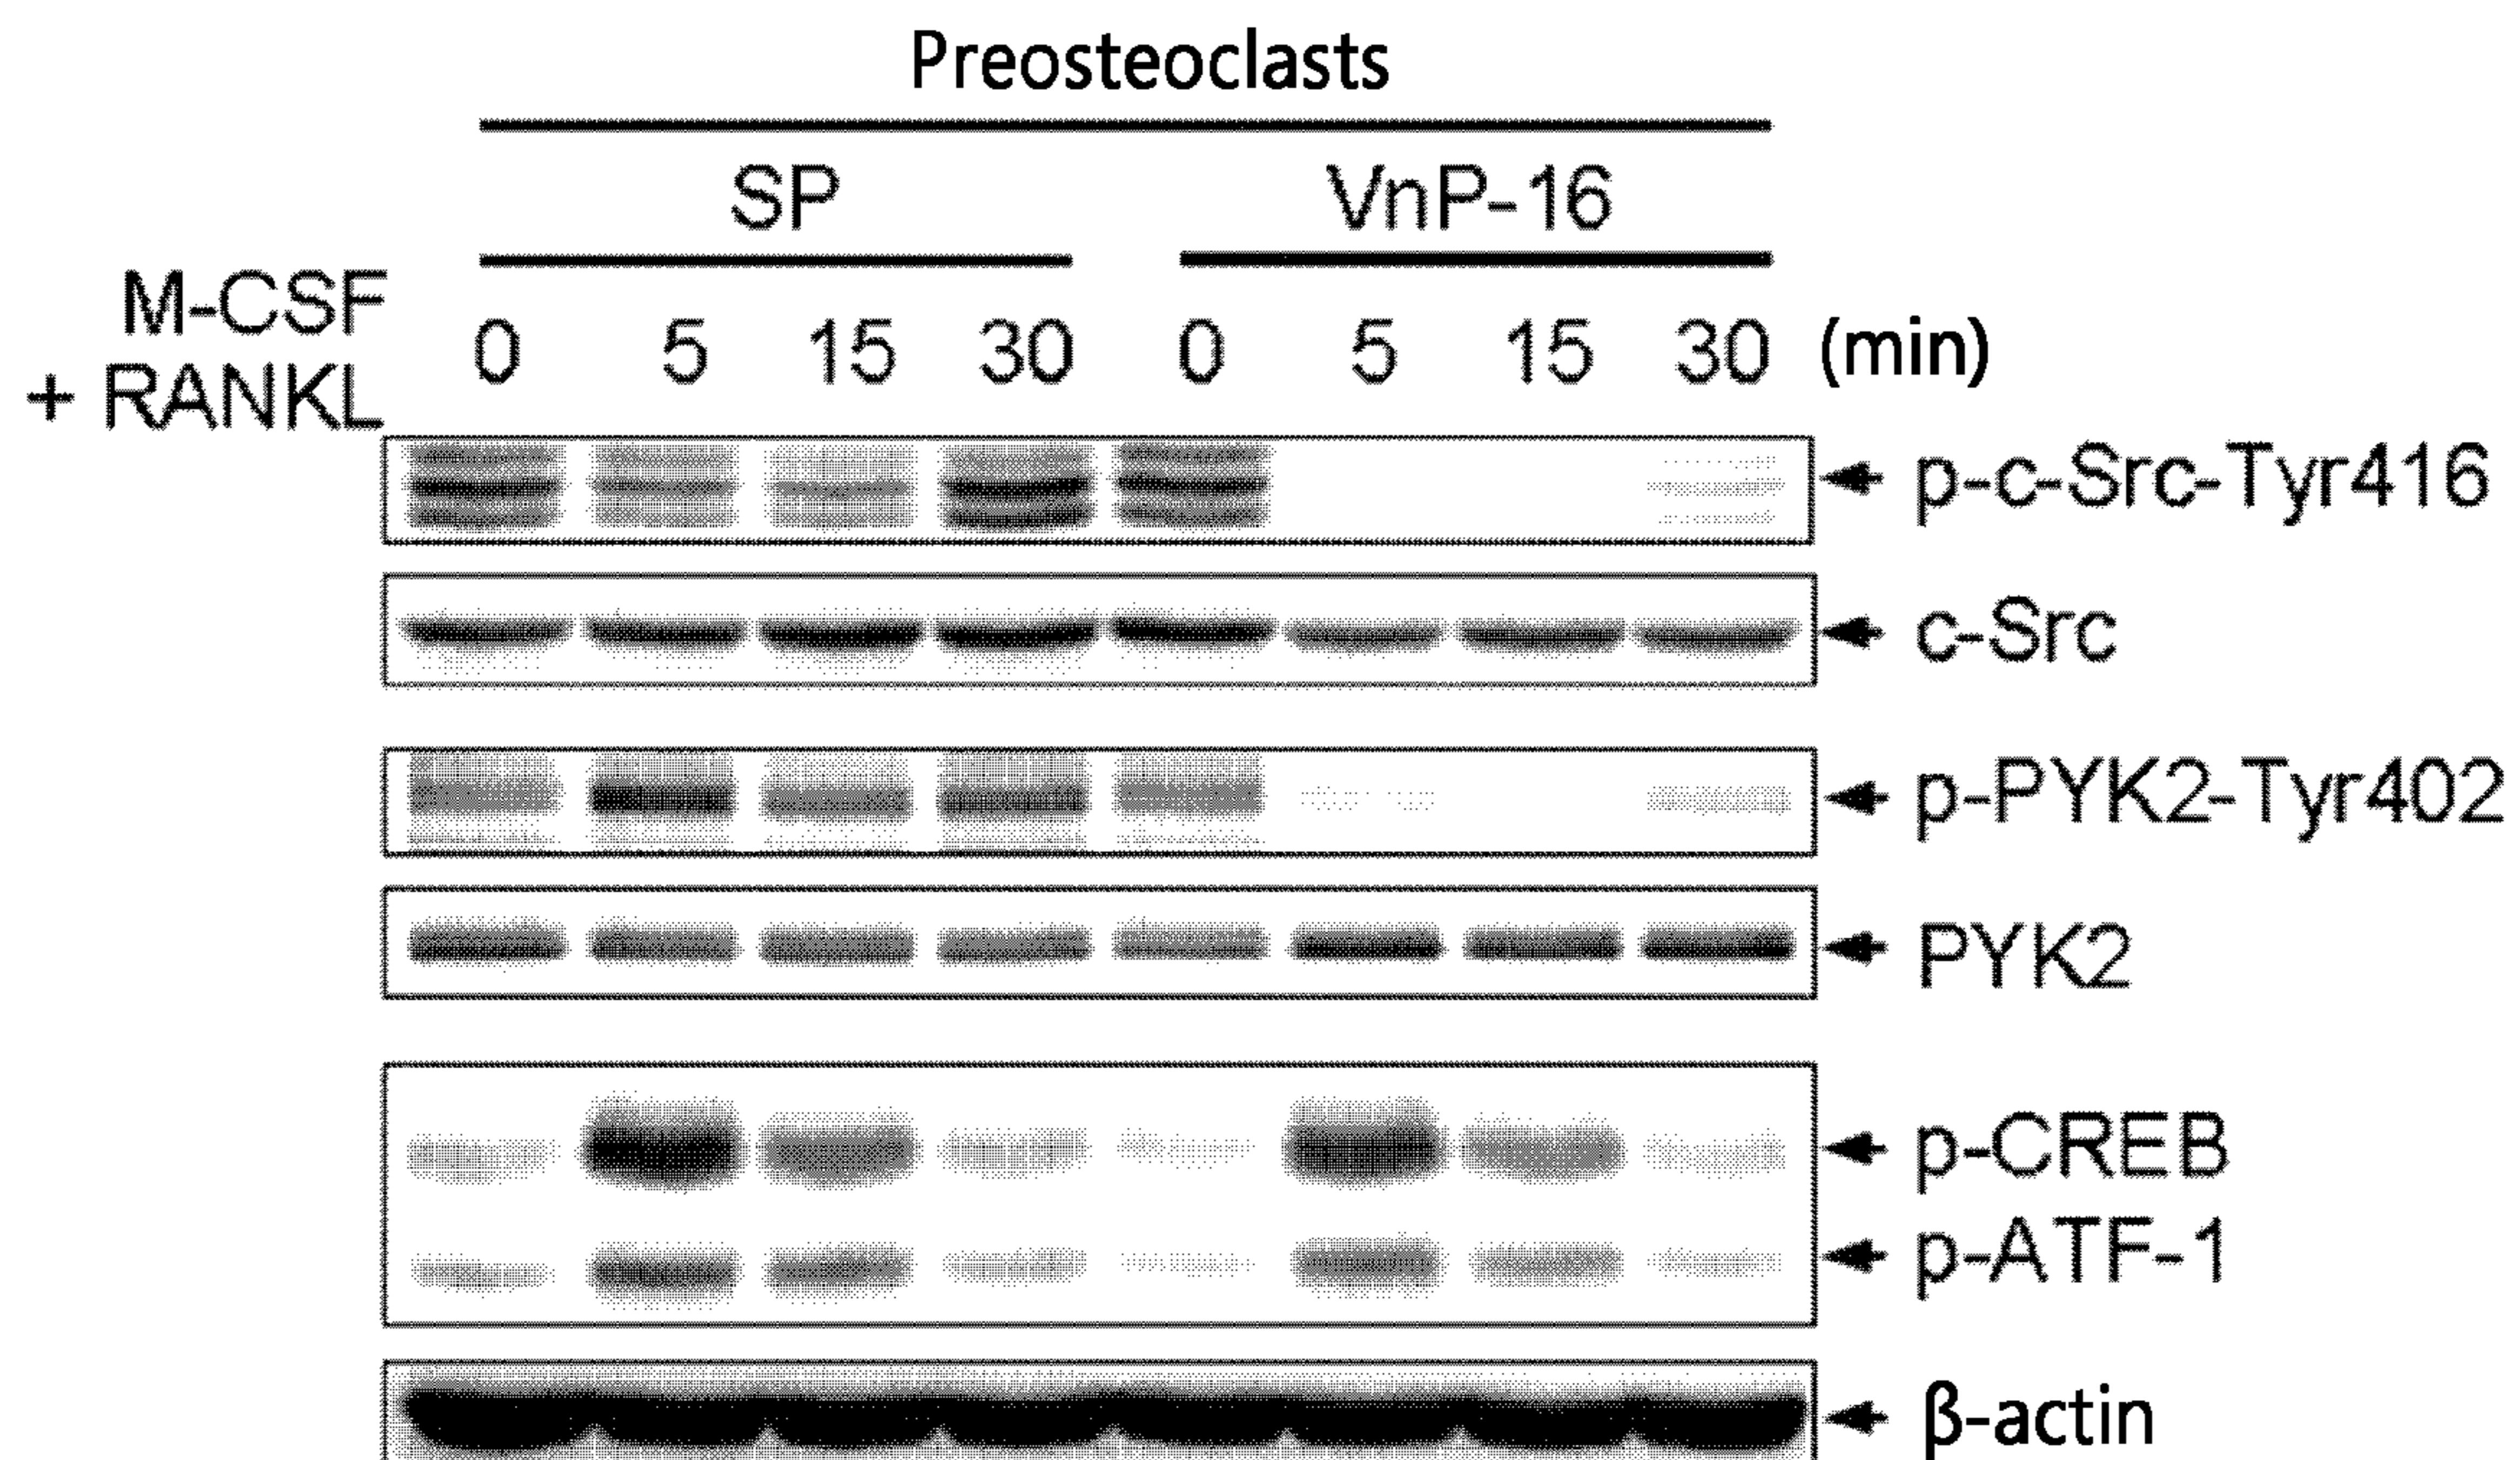 Preosteoclasts
SP VnP-16
M-CSF
+ RANKL
0 5 15 30 0 5 15 30 (min)
p-c-Src-Tyr416
c-Src
p-PYK2-Tyr402
PYK2
p-CREB
p-ATF-1
β-actin